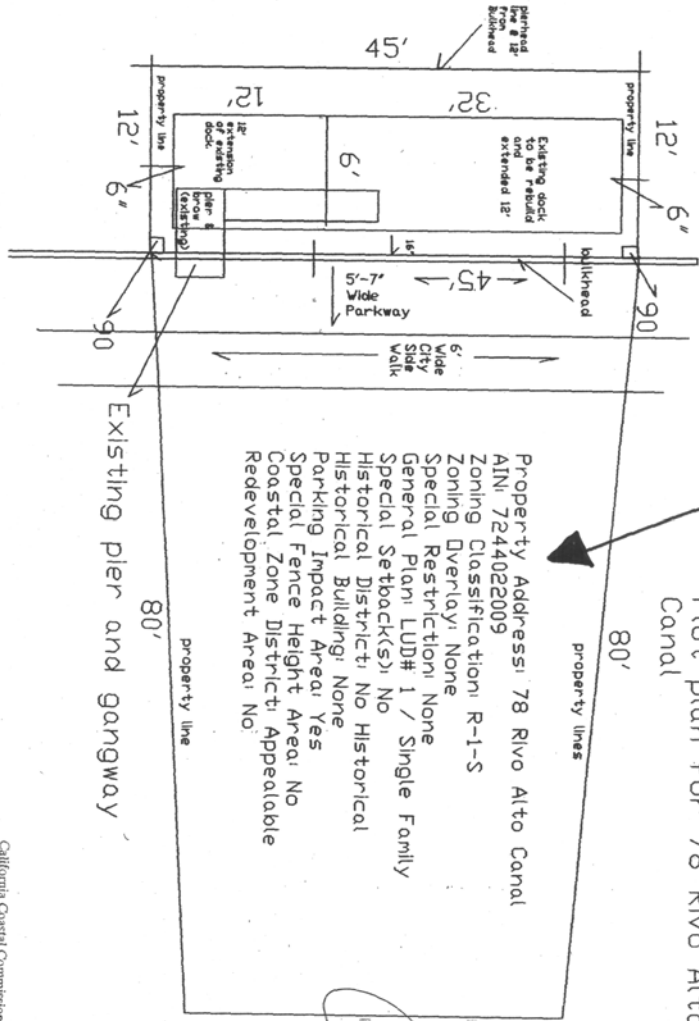 Plot plan for 78 Rivo Alto
Canal
pierhead
line @ 12'
from
Bulkhead
45'
property line
12'
6"
12'
32'
Existing dock
to be rebuild
and
extended 12'
12'
extension
of existing
dock
6'
pier &
brow
(existing)
property line
12'
6"
16"
bulkhead
90
45'
5'-7"
Wide
Parkway
90
6'
Wide
City
Side
Walk
Existing pier and gangway
80'
property lines
Property Address: 78 Rivo Alto Canal
AIN: 7244022009
Zoning Classification: R-1-S
Zoning Overlay: None
Special Restriction: None
General Plan: LUD# 1 / Single Family
Special Setback(s): No
Historical District: No Historical
Historical Building: None
Parking Impact Area: Yes
Special Fence Height Area: No
Coastal Zone District: Appealable
Redevelopment Area: No
property line
80'
California Coastal Commission